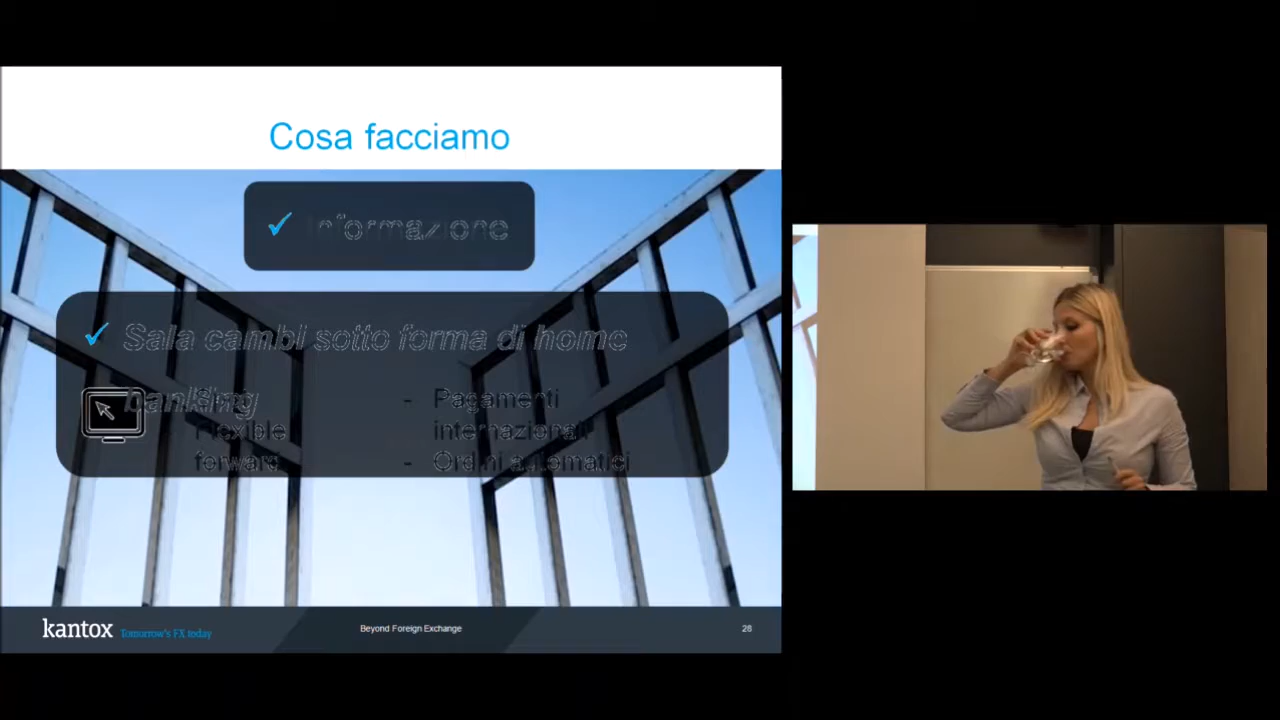 Cosa facciamo
Informazione
Sala cambi sotto forma di home
banking
Flexible
forward
- Pagamenti
internazionali
- Ordini automatici
kantox Tomorrow's FX today
Beyond Foreign Exchange
28